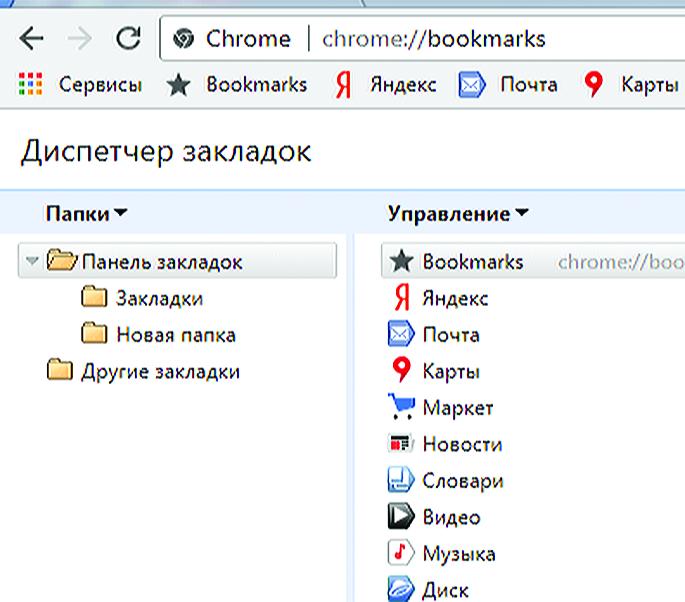 Chrome | chrome://bookmarks
Сервисы Bookmarks Яндекс Почта Карты
Диспетчер закладок
Папки Управление
Панель закладок
Закладки
Новая папка
Другие закладки
Bookmarks chrome://boo
Яндекс
Почта
Карты
Маркет
Новости
Словари
Видео
Музыка
Диск